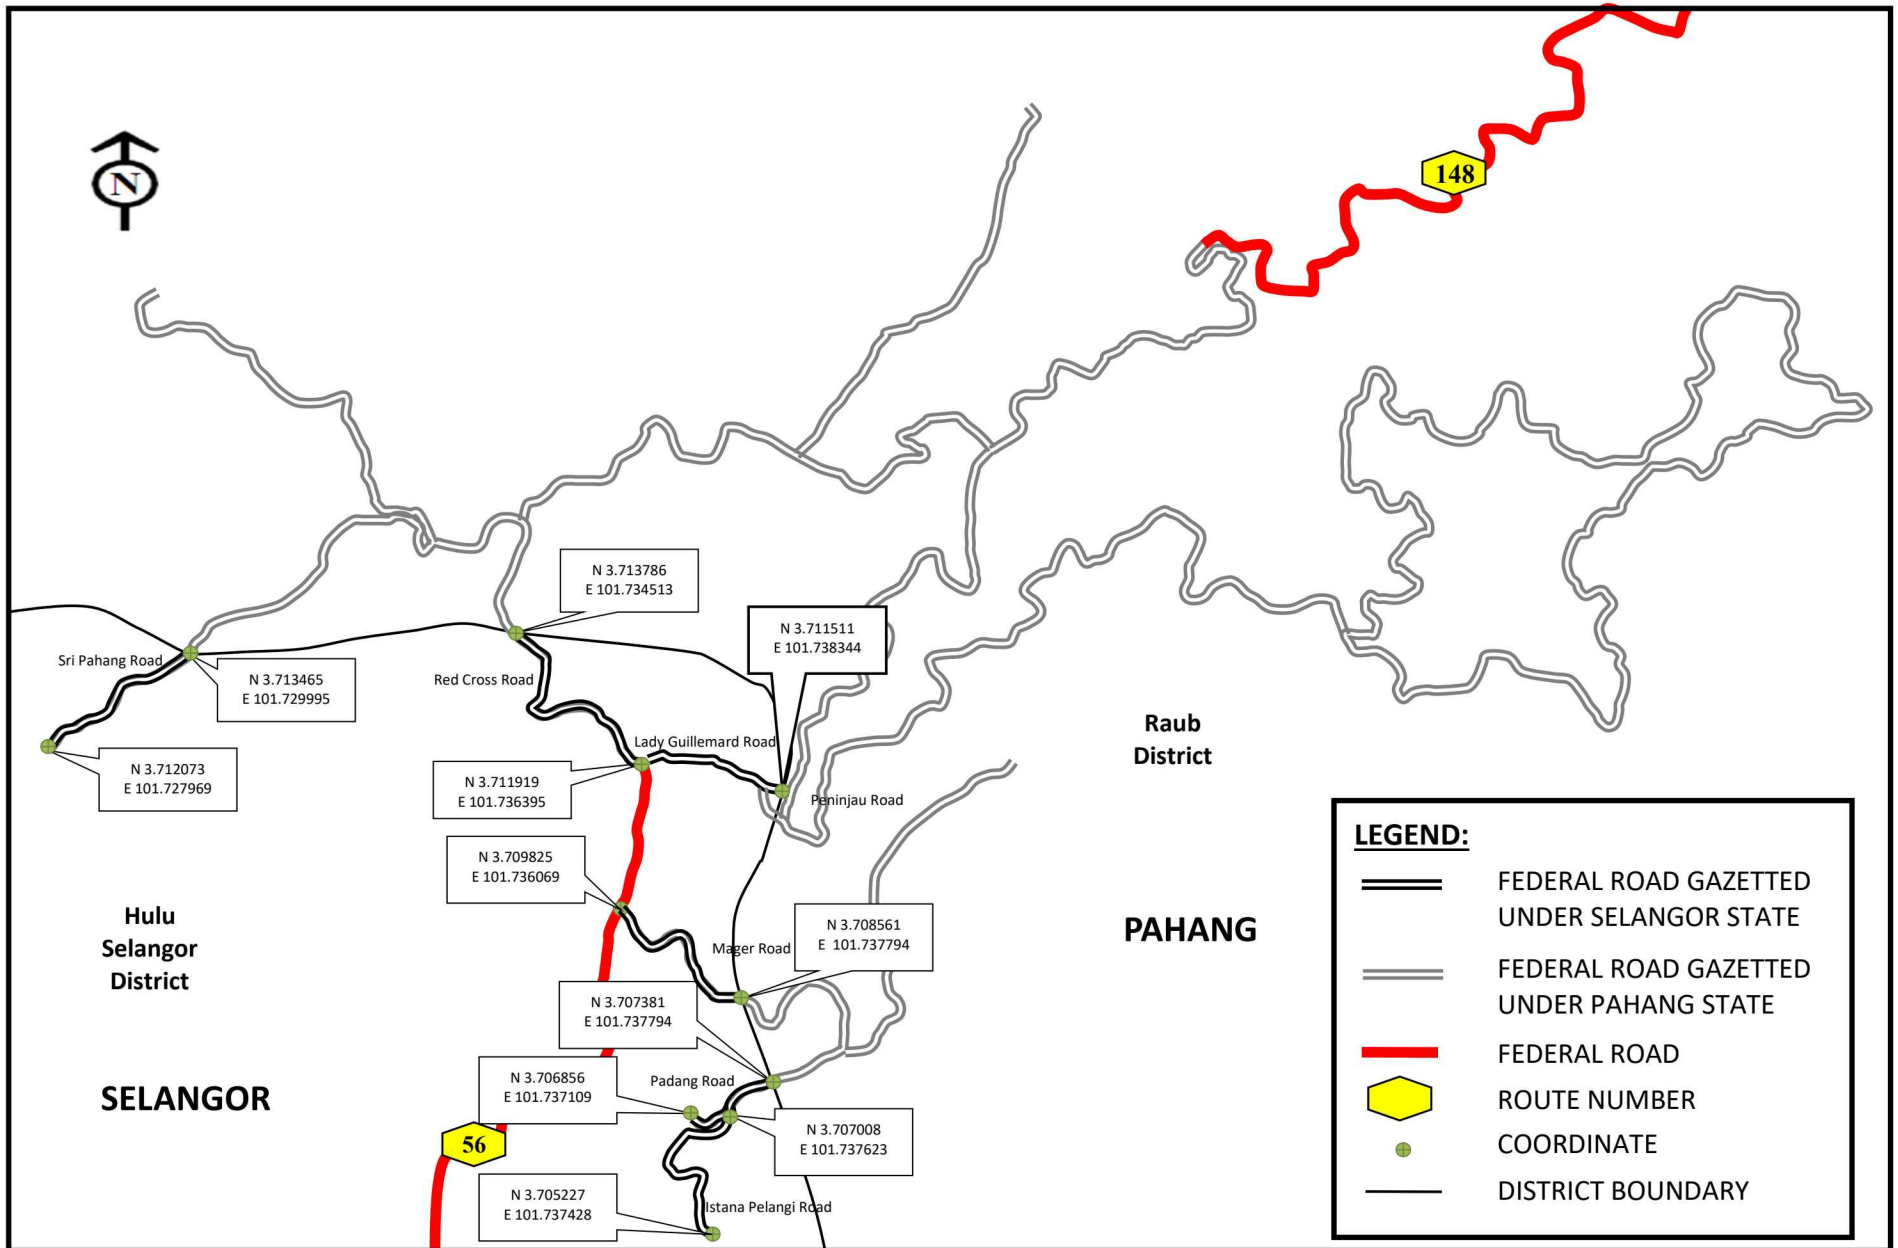 148
N
N 3.713786
E 101.734513
N 3.711511
E 101.738344
Sri Pahang Road
N 3.713465
E 101.729995
Red Cross Road
Lady Guillemard Road
N 3.712073
E 101.727969
N 3.711919
E 101.736395
Peninjau Road
Raub
District
N 3.709825
E 101.736069
Hulu
Selangor
District
Mager Road
N 3.708561
E 101.737794
PAHANG
N 3.707381
E 101.737794
SELANGOR
N 3.706856
E 101.737109
Padang Road
56
N 3.707008
E 101.737623
N 3.705227
E 101.737428
Istana Pelangi Road
LEGEND:
FEDERAL ROAD GAZETTED
UNDER SELANGOR STATE
FEDERAL ROAD GAZETTED
UNDER PAHANG STATE
FEDERAL ROAD
ROUTE NUMBER
COORDINATE
DISTRICT BOUNDARY